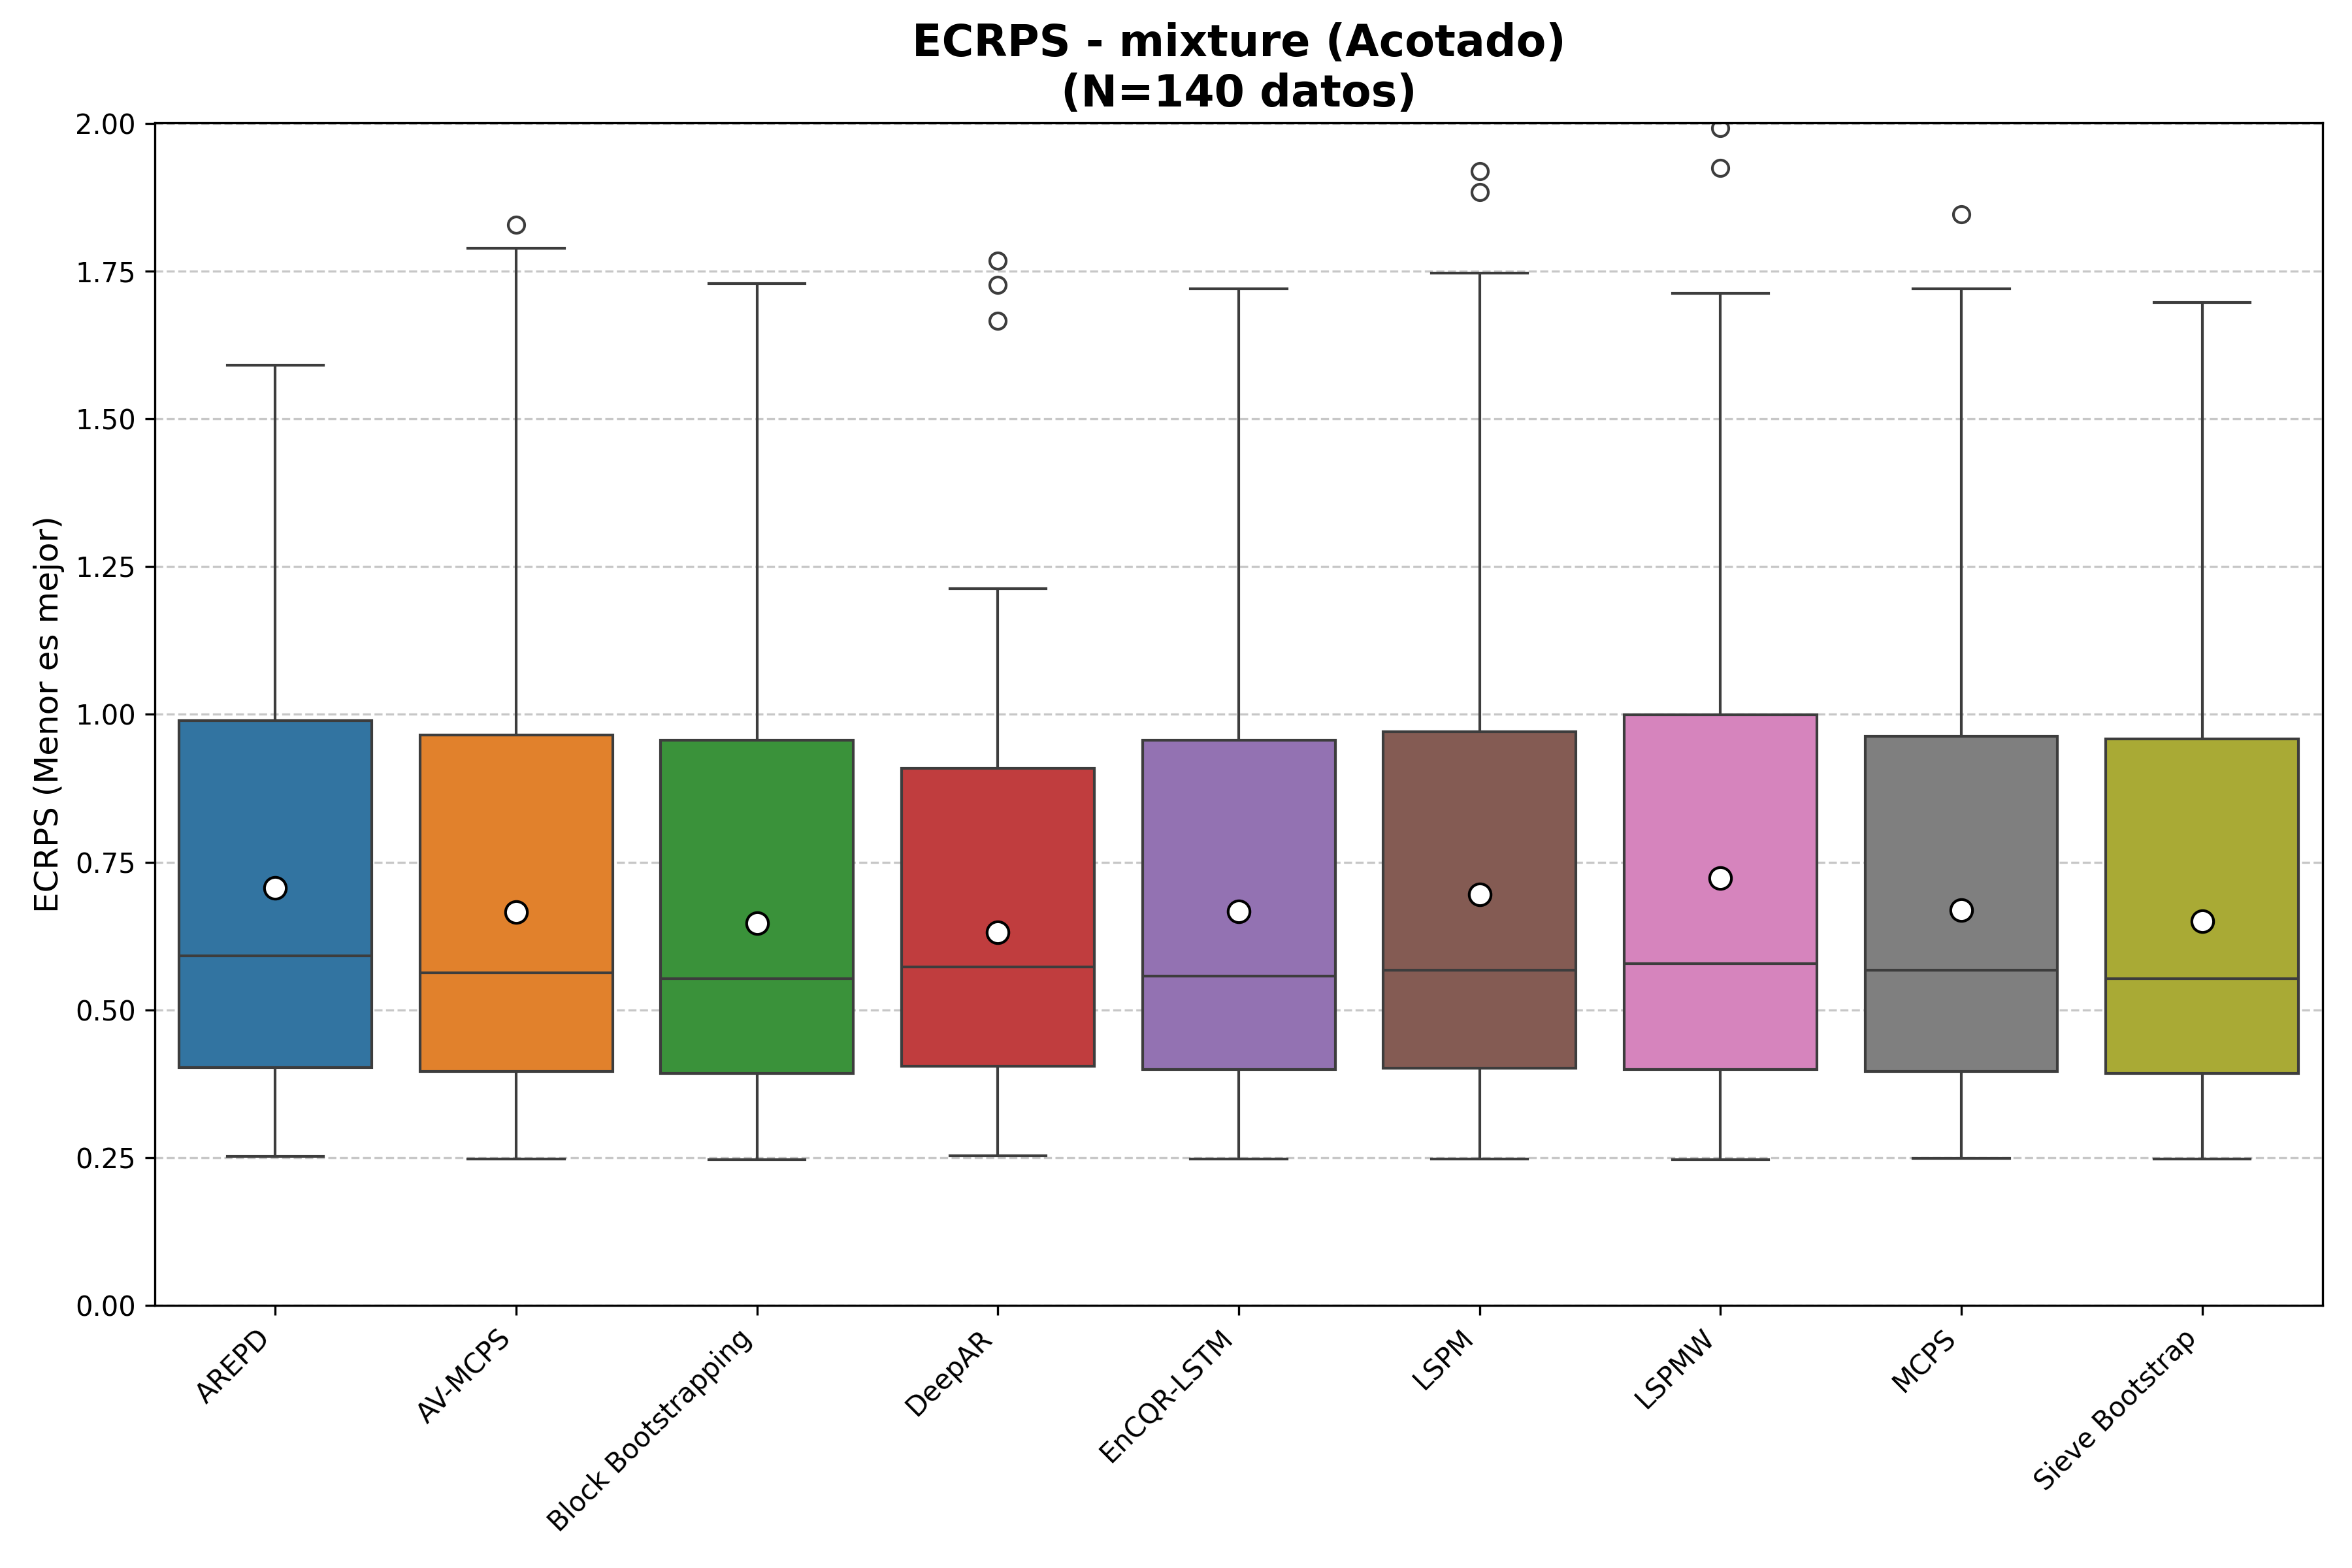 ECRPS - mixture (Acotado)
(N=140 datos)
ECRPS (Menor es mejor)
2.00
1.75
1.50
1.25
1.00
0.75
0.50
0.25
0.00
AREPD
AV-MCPS
Block Bootstrapping
DeepAR
EnCQR-LSTM
LSPM
LSPMW
MCPS
Sieve Bootstrap